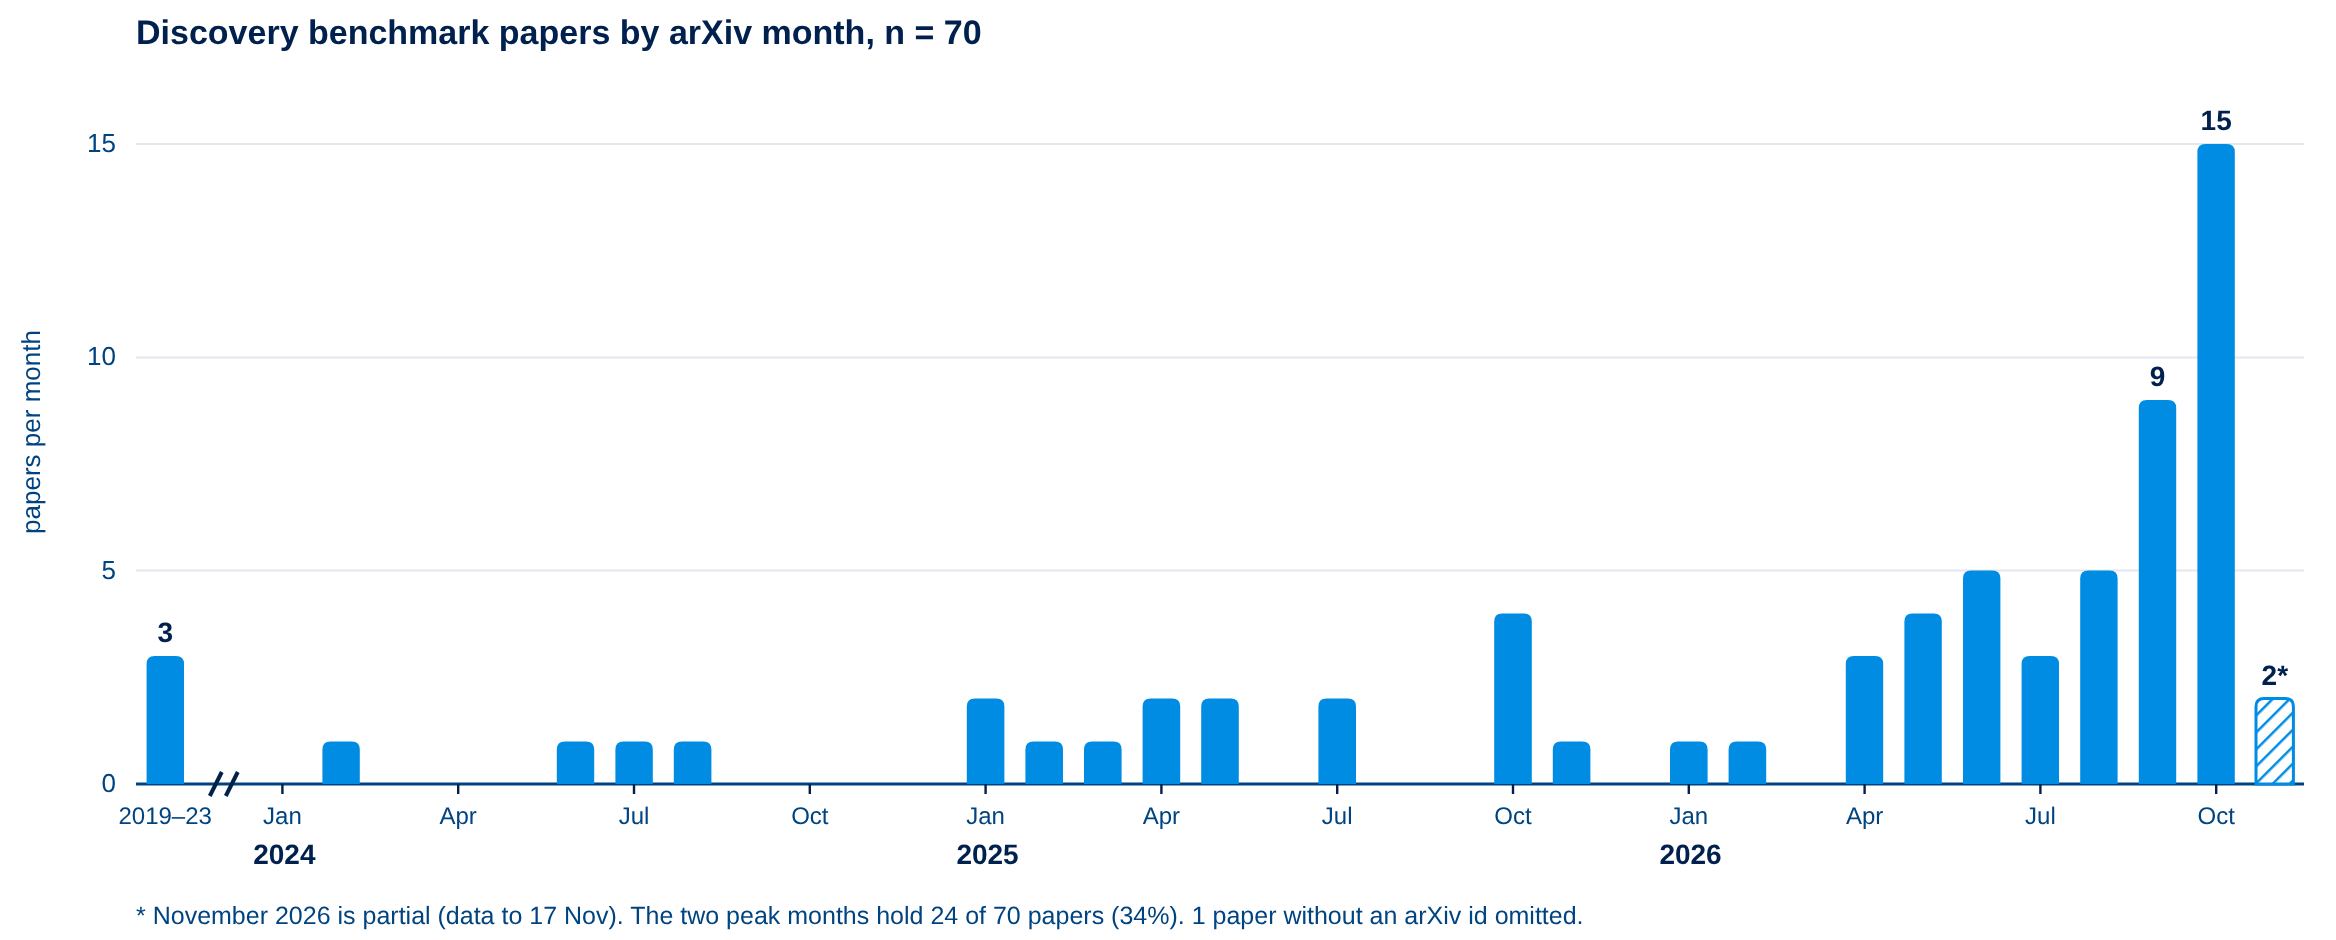 Discovery benchmark papers by arXiv month, n = 70
papers per month
15
10
5
0
3
9
15
2*
2019–23 Jan Apr Jul Oct Jan Apr Jul Oct Jan Apr Jul Oct
2024 2025 2026
* November 2026 is partial (data to 17 Nov). The two peak months hold 24 of 70 papers (34%). 1 paper without an arXiv id omitted.